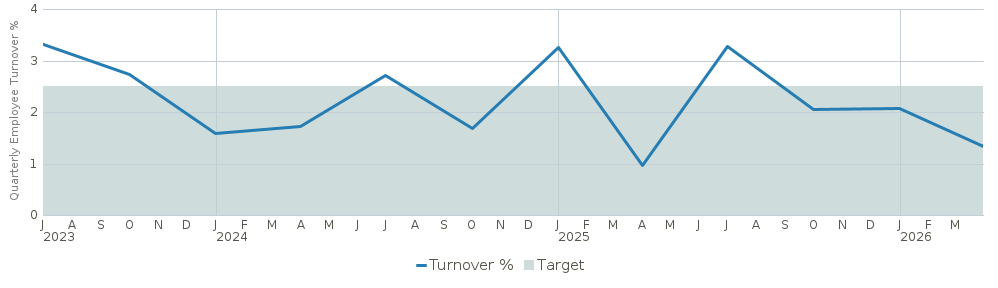 4
3
2
1
0
Quarterly Employee Turnover %
J A S O N D J F M A M J J A S O N D J F M A M J J A S O N D J F M
2023 2024 2025 2026
Turnover % Target